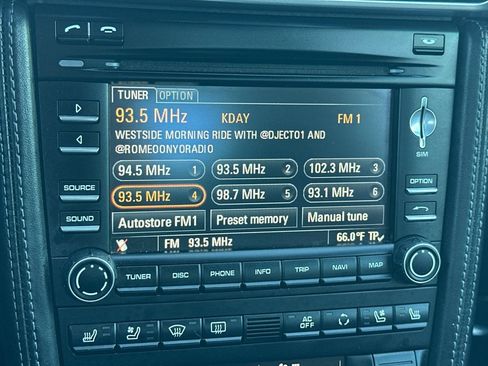 TUNER OPTION
93.5 MHz KDAY FM 1
WESTSIDE MORNING RIDE WITH @DJECTO1 AND
@ROMEOONYORADIO
94.5 MHz 1 93.5 MHz 2 102.3 MHz 3
93.5 MHz 4 98.7 MHz 5 93.1 MHz 6
Autostore FM1 Preset memory Manual tune
FM 93.5 MHz 66.0°F TP
SOURCE
SOUND
SIM
OPTION
TUNER DISC PHONE INFO TRIP NAVI MAP
AC
OFF